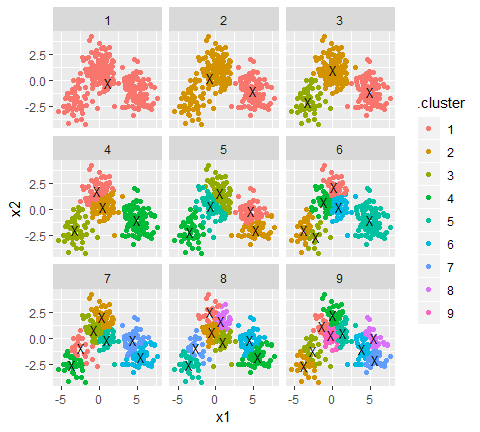 1 2 3
2.5
0.0
-2.5
X X X X X X
4 5 6
2.5
0.0
-2.5
X X X X X X X X X X X X X X X
7 8 9
2.5
0.0
-2.5
X X X X X X X X X X X X X X X X X X X X X X X X
-5 0 5 -5 0 5 -5 0 5
x1
x2
.cluster
1
2
3
4
5
6
7
8
9